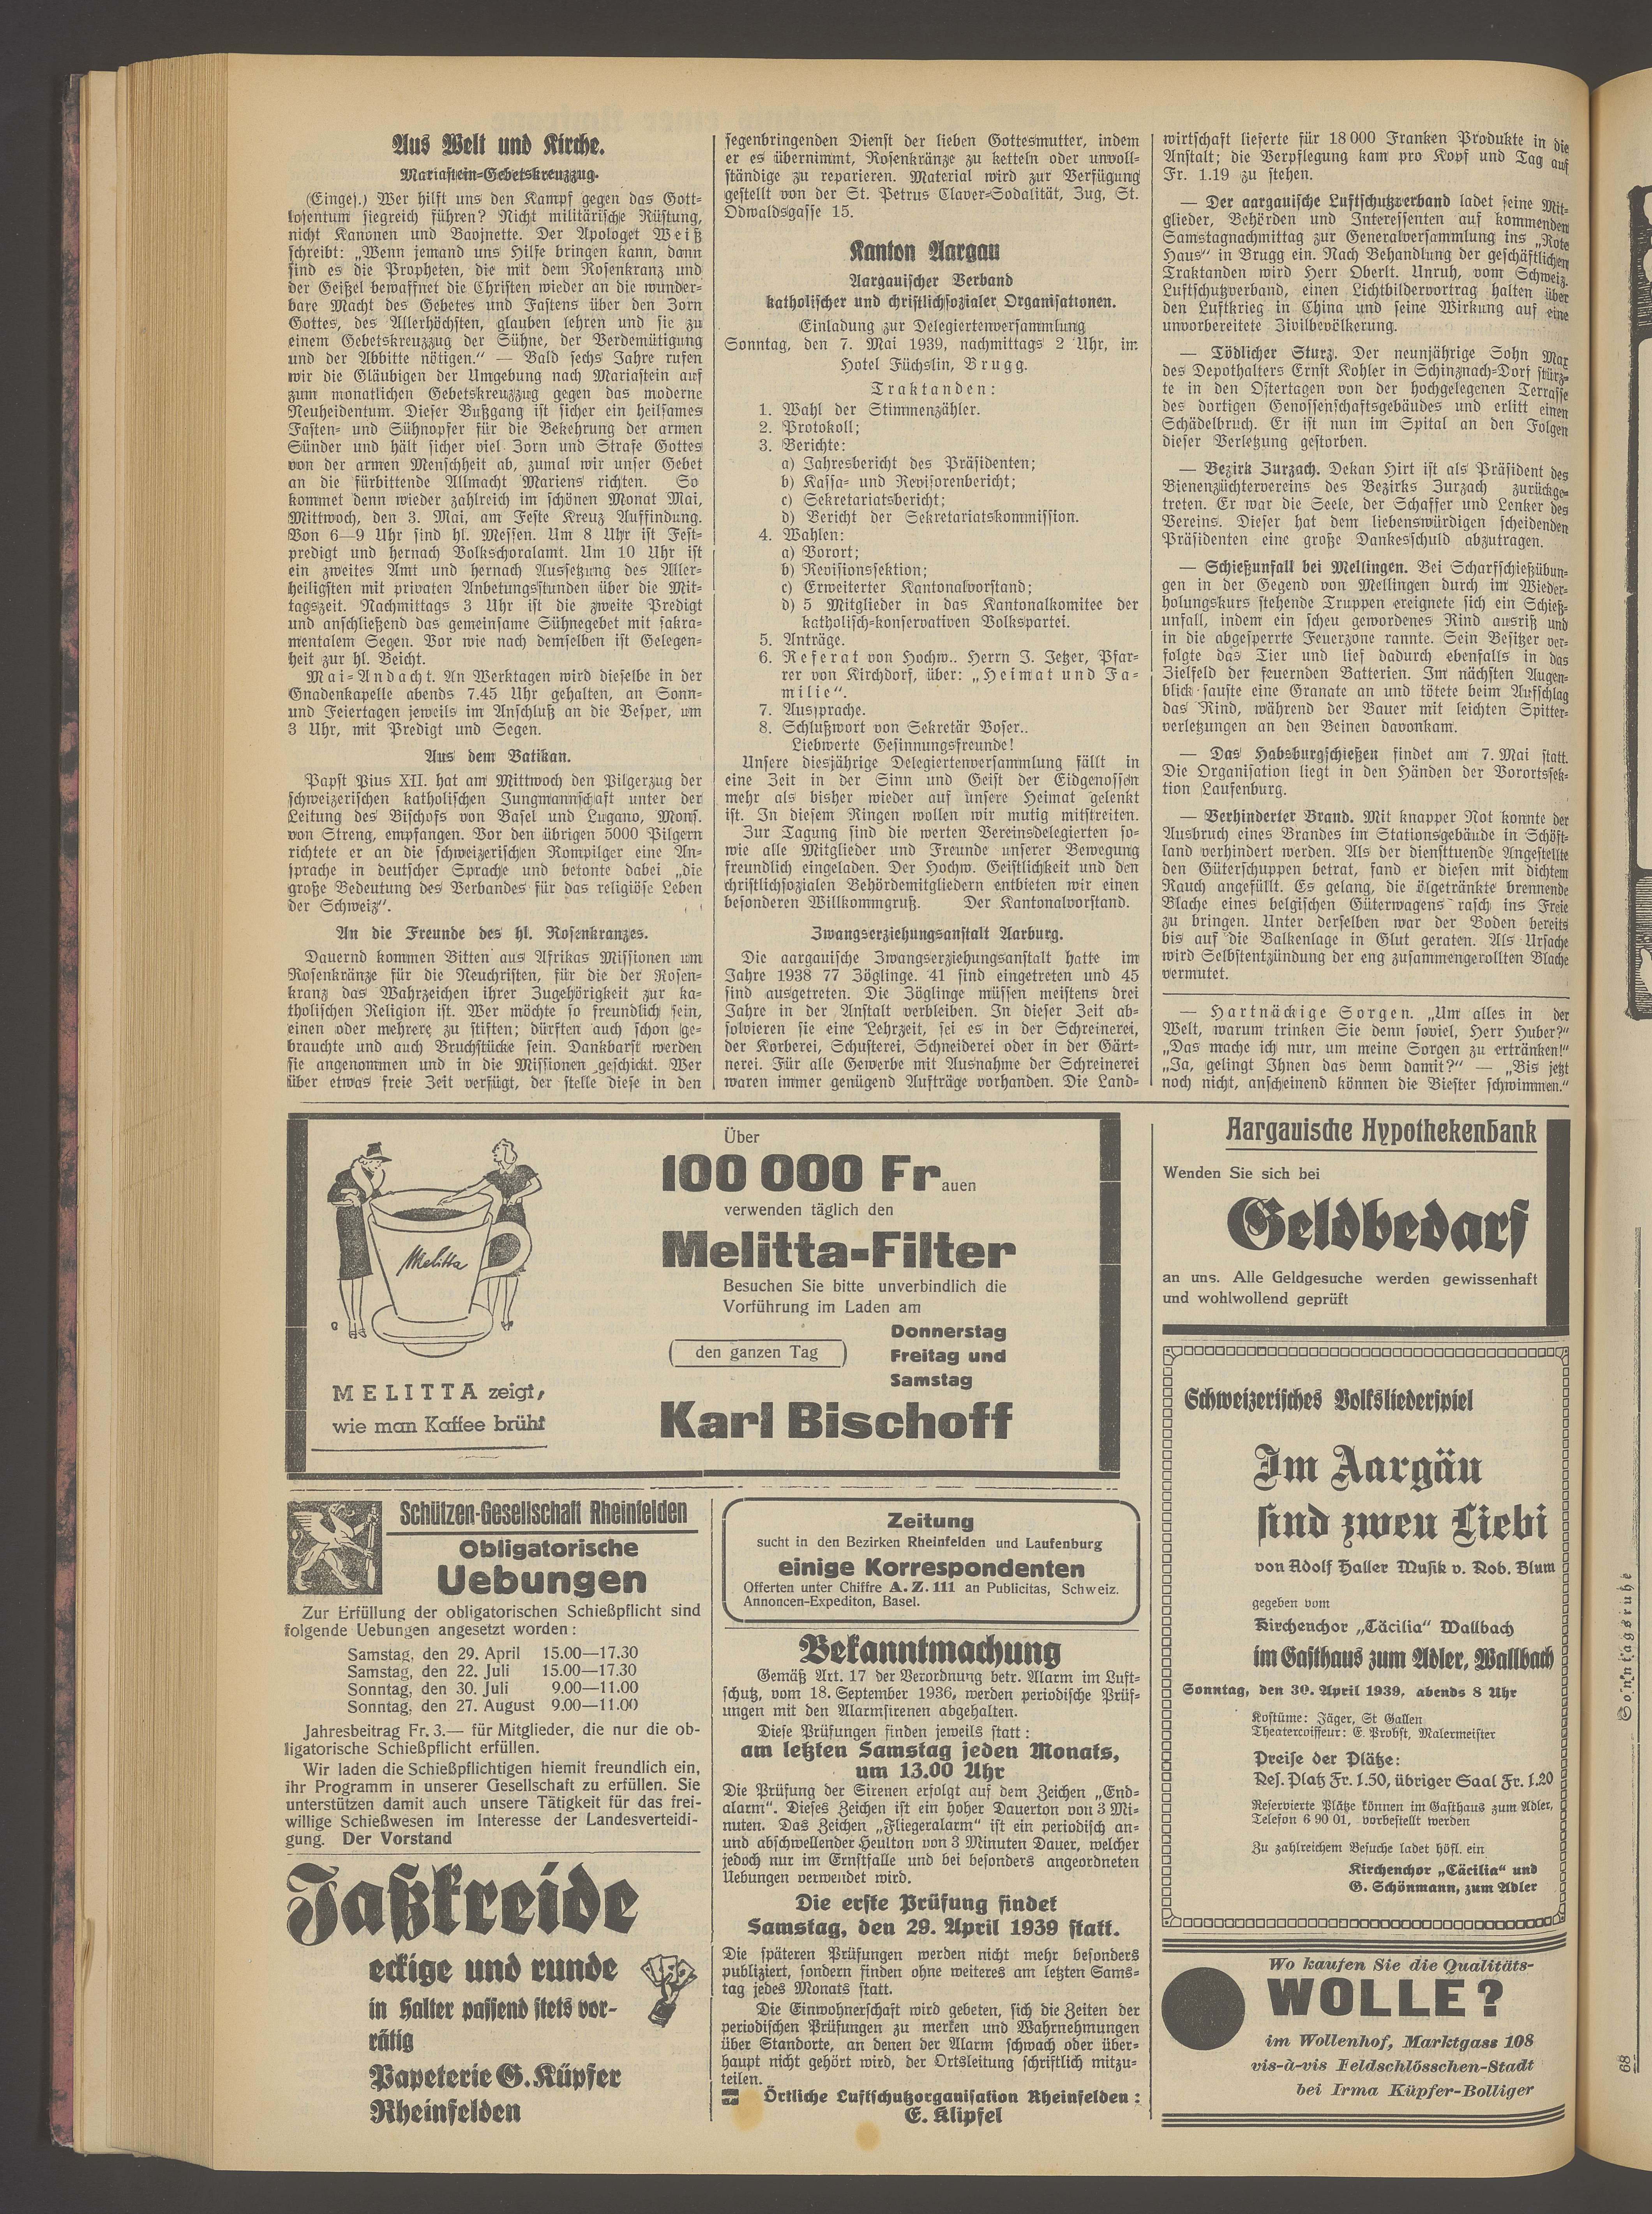 Aus Welt und Kirche.
Mariastein-Gebetskreuzzug.
(Einges.) Wer hilft uns den Kampf gegen das Gott-
losentum siegreich führen? Nicht militärische Rüstung,
nicht Kanonen und Baojnette. Der Apologet Weiß
schreibt: „Wenn jemand uns Hilfe bringen kann, dann
sind es die Propheten, die mit dem Rosenkranz und
der Geißel bewaffnet die Christen wieder an die wunder-
bare Macht des Gebetes und Fastens über den Zorn
Gottes, des Allerhöchsten, glauben lehren und sie zu
einem Gebetskreuzzug der Sühne, der Verdemütigung
und der Abbitte nötigen.“ — Bald sechs Jahre rufen
wir die Gläubigen der Umgebung nach Mariastein auf
zum monatlichen Gebetskreuzzug gegen das moderne
Neuheidentum. Dieser Bußgang ist sicher ein heilsames
Fasten- und Sühnopfer für die Bekehrung der armen
Sünder und hält sicher viel Zorn und Strafe Gottes
von der armen Menschheit ab, zumal wir unser Gebet
an die fürbittende Allmacht Mariens richten. So
kommet denn wieder zahlreich im schönen Monat Mai,
Mittwoch, den 3. Mai, am Feste Kreuz Auffindung.
Von 6—9 Uhr sind hl. Messen. Um 8 Uhr ist Fest-
predigt und hernach Volkschoralamt. Um 10 Uhr ist
ein zweites Amt und hernach Aussetzung des Aller-
heiligsten mit privaten Anbetungsstunden über die Mit-
tagszeit. Nachmittags 3 Uhr ist die zweite Predigt
und anschließend das gemeinsame Sühnegebet mit sakra-
mentalem Segen. Vor wie nach demselben ist Gelegen-
heit zur hl. Beicht.
Mai-Andacht. An Werktagen wird dieselbe in der
Gnadenkapelle abends 7.45 Uhr gehalten, an Sonn-
und Feiertagen jeweils im Anschluß an die Vesper, um
3 Uhr, mit Predigt und Segen.
Aus dem Vatikan.
Papst Pius XII. hat am Mittwoch den Pilgerzug der
schweizerischen katholischen Jungmannschaft unter der
Leitung des Bischofs von Basel und Lugano, Mons.
von Streng, empfangen. Vor den übrigen 5000 Pilgern
richtete er an die schweizerischen Rompilger eine An-
sprache in deutscher Sprache und betonte dabei „die
große Bedeutung des Verbandes für das religiöse Leben
der Schweiz“.
An die Freunde des hl. Rosenkranzes.
Dauernd kommen Bitten aus Afrikas Missionen um
Rosenkränze für die Neuchristen, für die der Rosen-
kranz das Wahrzeichen ihrer Zugehörigkeit zur ka-
tholischen Religion ist. Wer möchte so freundlich sein,
einen oder mehrere zu stiften; dürften auch schon ge-
brauchte und auch Bruchstücke sein. Dankbarst werden
sie angenommen und in die Missionen geschickt. Wer
über etwas freie Zeit verfügt, der stelle diese in den
segenbringenden Dienst der lieben Gottesmutter, indem
er es übernimmt, Rosenkränze zu ketteln oder unvoll-
ständige zu reparieren. Material wird zur Verfügung
gestellt von der St. Petrus Claver-Sodalität, Zug, St.
Oswaldsgasse 15.
Kanton Aargau
Aargauischer Verband
katholischer und christlichsozialer Organisationen.
Einladung zur Delegiertenversammlung
Sonntag, den 7. Mai 1939, nachmittags 2 Uhr, im
Hotel Füchslin, Brugg.
Traktanden:
1. Wahl der Stimmenzähler.
2. Protokoll;
3. Berichte:
a) Jahresbericht des Präsidenten;
b) Kassa- und Revisorenbericht;
c) Sekretariatsbericht;
d) Bericht der Sekretariatskommission.
4. Wahlen:
a) Vorort;
b) Revisionssektion;
c) Erweiterter Kantonalvorstand;
d) 5 Mitglieder in das Kantonalkomitee der
katholisch-konservativen Volkspartei.
5. Anträge.
6. Referat von Hochw.. Herrn J. Jetzer, Pfar-
rer von Kirchdorf, über: „Heimat und Fa-
milie“.
7. Aussprache.
8. Schlußwort von Sekretär Voser..
Liebwerte Gesinnungsfreunde!
Unsere diesjährige Delegiertenversammlung fällt in
eine Zeit in der Sinn und Geist der Eidgenossen
mehr als bisher wieder auf unsere Heimat gelenkt
ist. In diesem Ringen wollen wir mutig mitstreiten.
Zur Tagung sind die werten Vereinsdelegierten so-
wie alle Mitglieder und Freunde unserer Bewegung
freundlich eingeladen. Der Hochw. Geistlichkeit und den
christlichsozialen Behördemitgliedern entbieten wir einen
besonderen Willkommgruß. Der Kantonalvorstand.
Zwangserziehungsanstalt Aarburg.
Die aargauische Zwangserziehungsanstalt hatte im
Jahre 1938 77 Zöglinge. 41 sind eingetreten und 45
sind ausgetreten. Die Zöglinge müssen meistens drei
Jahre in der Anstalt verbleiben. In dieser Zeit ab-
solvieren sie eine Lehrzeit, sei es in der Schreinerei,
der Korberei, Schusterei, Schneiderei oder in der Gärt-
nerei. Für alle Gewerbe mit Ausnahme der Schreinerei
waren immer genügend Aufträge vorhanden. Die Land-
wirtschaft lieferte für 18 000 Franken Produkte in die
Anstalt; die Verpflegung kam pro Kopf und Tag auf
Fr. 1.19 zu stehen.
— Der aargauische Luftschutzverband ladet seine Mit-
glieder, Behörden und Interessenten auf kommenden
Samstagnachmittag zur Generalversammlung ins „Rote
Haus“ in Brugg ein. Nach Behandlung der geschäftlichen
Traktanden wird Herr Oberlt. Unruh, vom Schweiz.
Luftschutzverband, einen Lichtbildervortrag halten über
den Luftkrieg in China und seine Wirkung auf eine
unvorbereitete Zivilbevölkerung.
— Tödlicher Sturz. Der neunjährige Sohn Max
des Depothalters Ernst Kohler in Schinznach-Dorf stürz-
te in den Ostertagen von der hochgelegenen Terrasse
des dortigen Genossenschaftsgebäudes und erlitt einen
Schädelbruch. Er ist nun im Spital an den Folgen
dieser Verletzung gestorben.
— Bezirk Zurzach. Dekan Hirt ist als Präsident des
Bienenzüchtervereins des Bezirks Zurzach zurückge-
treten. Er war die Seele, der Schaffer und Lenker des
Vereins. Dieser hat dem liebenswürdigen scheidenden
Präsidenten eine große Dankesschuld abzutragen.
— Schießunfall bei Mellingen. Bei Scharfschießübun-
gen in der Gegend von Mellingen durch im Wieder-
holungskurs stehende Truppen ereignete sich ein Schieß-
unfall, indem ein scheu gewordenes Rind ausriß und
in die abgesperrte Feuerzone rannte. Sein Besitzer ver-
folgte das Tier und lief dadurch ebenfalls in das
Zielfeld der feuernden Batterien. Im nächsten Augen-
blick sauste eine Granate an und tötete beim Aufschlag
das Rind, während der Bauer mit leichten Spitter-
verletzungen an den Beinen davonkam.
— Das Habsburgschießen findet am 7. Mai statt.
Die Organisation liegt in den Händen der Vorortssek-
tion Laufenburg.
— Verhinderter Brand. Mit knapper Not konnte der
Ausbruch eines Brandes im Stationsgebäude in Schöft-
land verhindert werden. Als der diensttuende Angestellte
den Güterschuppen betrat, fand er diesen mit dichtem
Rauch angefüllt. Es gelang, die ölgetränkte brennende
Blache eines belgischen Güterwagens rasch ins Freie
zu bringen. Unter derselben war der Boden bereits
bis auf die Balkenlage in Glut geraten. Als Ursache
wird Selbstentzündung der eng zusammengerollten Blache
vermutet.
— Hartnäckige Sorgen. „Um alles in der
Welt, warum trinken Sie denn soviel, Herr Huber?“
„Das mache ich nur, um meine Sorgen zu ertränken!“
„Ja, gelingt Ihnen das denn damit?“ — „Bis jetzt
noch nicht, anscheinend können die Biester schwimmen.“
Melitta
MELITTA zeigt,
wie man Kaffee brüht
Über
100 000 Frauen
verwenden täglich den
Melitta-Filter
Besuchen Sie bitte unverbindlich die
Vorführung im Laden am
den ganzen Tag
Donnerstag
Freitag und
Samstag
Karl Bischoff
Aargauische Hypothekenbank
Wenden Sie sich bei
Geldbedarf
an uns. Alle Geldgesuche werden gewissenhaft
und wohlwollend geprüft
Schützen-Gesellschaft Rheinfelden
Obligatorische
Uebungen
Zur Erfüllung der obligatorischen Schießpflicht sind
folgende Uebungen angesetzt worden:
Samstag, den 29. April 15.00—17.30
Samstag, den 22. Juli 15.00—17.30
Sonntag, den 30. Juli 9.00—11.00
Sonntag, den 27. August 9.00—11.00
Jahresbeitrag Fr. 3.— für Mitglieder, die nur die ob-
ligatorische Schießpflicht erfüllen.
Wir laden die Schießpflichtigen hiemit freundlich ein,
ihr Programm in unserer Gesellschaft zu erfüllen. Sie
unterstützen damit auch unsere Tätigkeit für das frei-
willige Schießwesen im Interesse der Landesverteidi-
gung. Der Vorstand
Jaßkreide
eckige und runde
in Halter passend stets vor-
rätig
Papeterie G. Küpfer
Rheinfelden
Zeitung
sucht in den Bezirken Rheinfelden und Laufenburg
einige Korrespondenten
Offerten unter Chiffre A. Z. 111 an Publicitas, Schweiz.
Annoncen-Expediton, Basel.
Bekanntmachung
Gemäß Art. 17 der Verordnung betr. Alarm im Luft-
schutz, vom 18. September 1936, werden periodische Prüf-
ungen mit den Alarmsirenen abgehalten.
Diese Prüfungen finden jeweils statt:
am letzten Samstag jeden Monats,
um 13.00 Uhr
Die Prüfung der Sirenen erfolgt auf dem Zeichen „End-
alarm“. Dieses Zeichen ist ein hoher Dauerton von 3 Mi-
nuten. Das Zeichen „Fliegeralarm“ ist ein periodisch an-
und abschwellender Heulton von 3 Minuten Dauer, welcher
jedoch nur im Ernstfalle und bei besonders angeordneten
Uebungen verwendet wird.
Die erste Prüfung findet
Samstag, den 29. April 1939 statt.
Die späteren Prüfungen werden nicht mehr besonders
publiziert, sondern finden ohne weiteres am letzten Sams-
tag jedes Monats statt.
Die Einwohnerschaft wird gebeten, sich die Zeiten der
periodischen Prüfungen zu merken und Wahrnehmungen
über Standorte, an denen der Alarm schwach oder über-
haupt nicht gehört wird, der Ortsleitung schriftlich mitzu-
teilen.
Örtliche Luftschutzorganisation Rheinfelden:
E. Klipfel
Schweizerisches Volksliederspiel
Im Aargäu
sind zweu Liebi
von Adolf Haller Musik v. Rob. Blum
gegeben vom
Kirchenchor „Cäcilia“ Wallbach
im Gasthaus zum Adler, Wallbach
Sonntag, den 30. April 1939, abends 8 Uhr
Kostüme: Jäger, St Gallen
Theatercoiffeur: E. Probst, Malermeister
Preise der Plätze:
Res. Platz Fr. 1.50, übriger Saal Fr. 1.20
Reservierte Plätze können im Gasthaus zum Adler,
Telefon 6 90 01, vorbestellt werden
Zu zahlreichem Besuche ladet höfl. ein
Kirchenchor „Cäcilia“ und
G. Schönmann, zum Adler
Wo kaufen Sie die Qualitäts-
WOLLE?
im Wollenhof, Marktgass 108
vis-à-vis Feldschlösschen-Stadt
bei Irma Küpfer-Bolliger
Sonntagsruhe
68